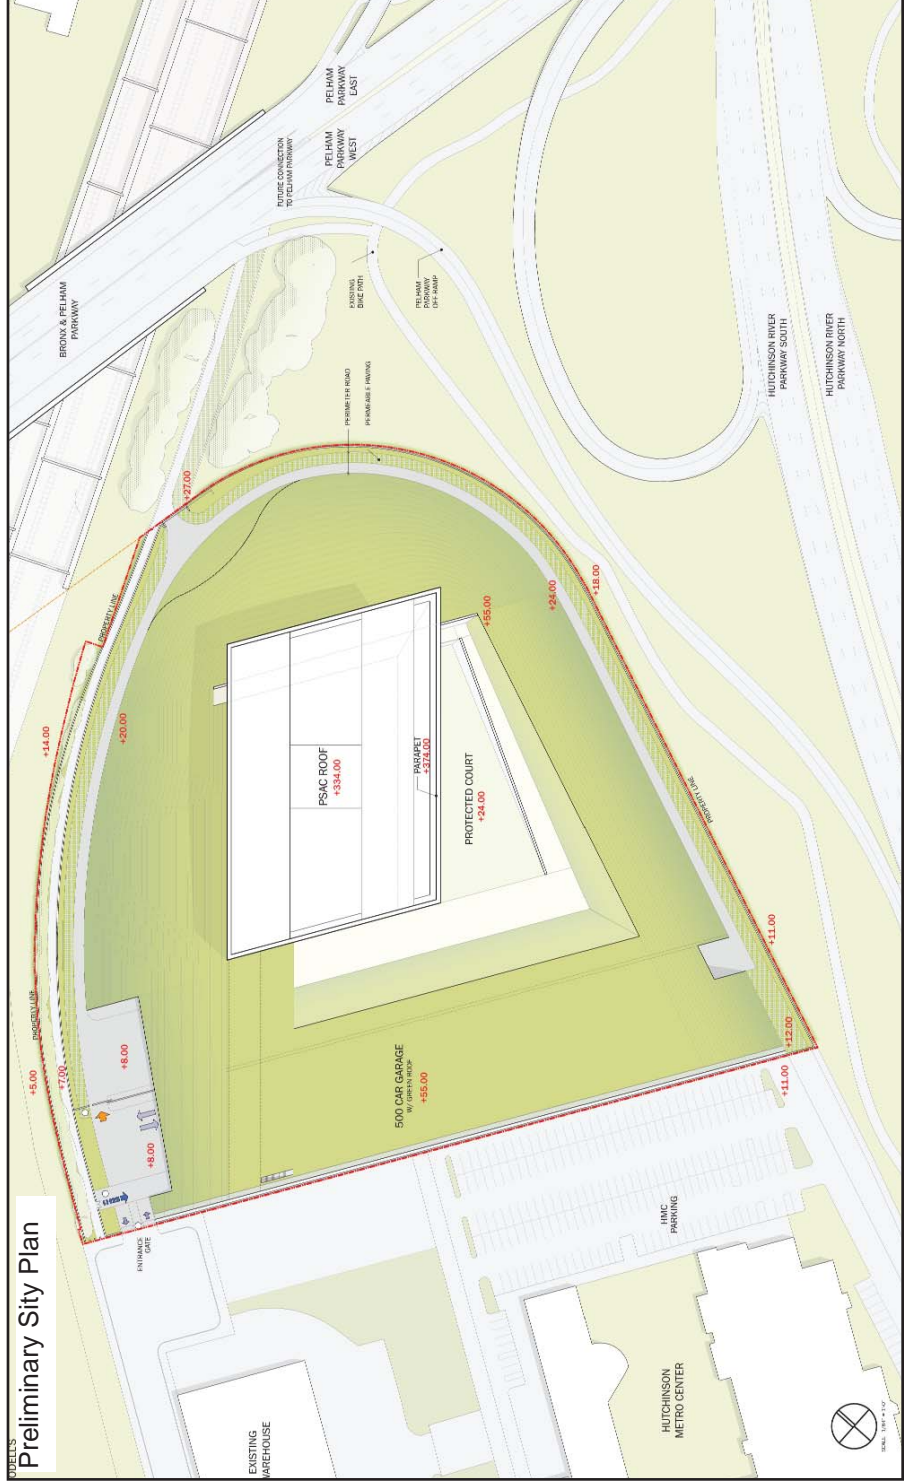 Preliminary Sity Plan
BRONX & PELHAM
PARKWAY
PELHAM
PARKWAY
EAST
PELHAM
PARKWAY
WEST
FUTURE CONNECTION
TO PELHAM PARKWAY
EXISTING
BIKE PATH
PELHAM
PARKWAY
OFF RAMP
HUTCHINSON RIVER
PARKWAY SOUTH
HUTCHINSON RIVER
PARKWAY NORTH
PERIMETER ROAD
PERMEABLE PAVING
+27.00
PROPERTY LINE
+14.00
+20.00
+24.00
+18.00
+55.00
PSAC ROOF
+334.00
PARAPET
+374.00
PROTECTED COURT
+24.00
PROPERTY LINE
+11.00
PROPERTY LINE
+5.00
+7.00
+8.00
+8.00
500 CAR GARAGE
W/ GREEN ROOF
+55.00
+12.00
+11.00
ENTRANCE
GATE
HMC
PARKING
EXISTING
WAREHOUSE
HUTCHINSON
METRO CENTER